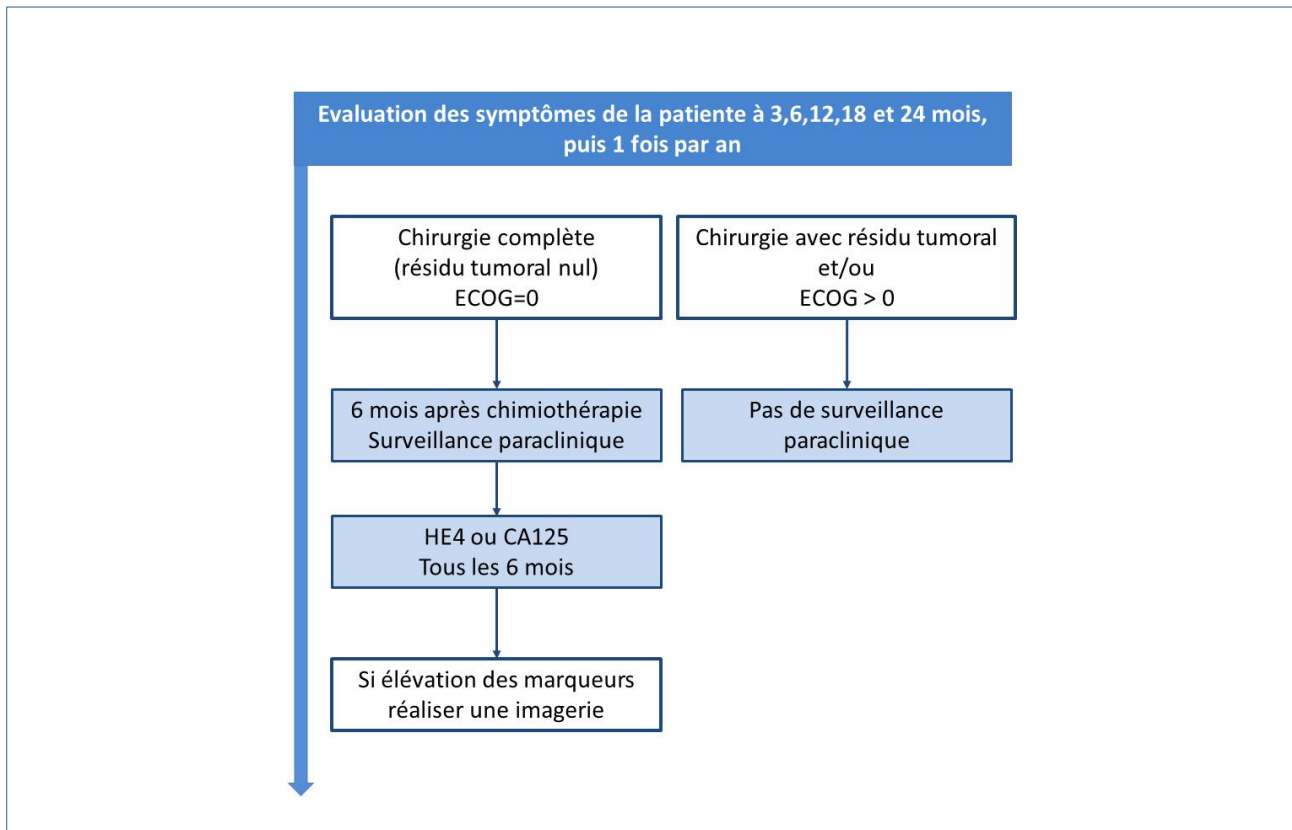 Evaluation des symptômes de la patiente à 3,6,12,18 et 24 mois,
puis 1 fois par an
Chirurgie complète
(résidu tumoral nul)
ECOG=0
Chirurgie avec résidu tumoral
et/ou
ECOG > 0
6 mois après chimiothérapie
Surveillance paraclinique
Pas de surveillance
paraclinique
HE4 ou CA125
Tous les 6 mois
Si élévation des marqueurs
réaliser une imagerie